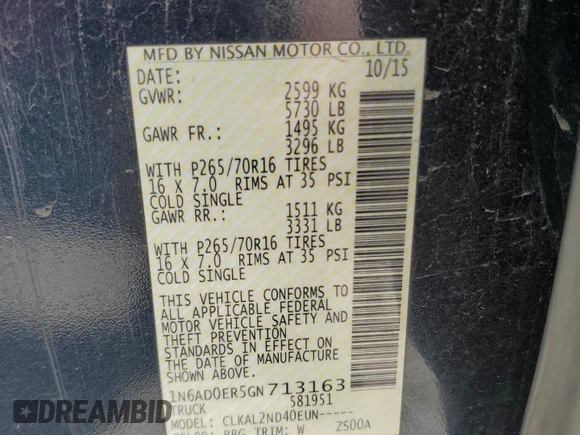 MFD BY NISSAN MOTOR CO., LTD.
DATE: 10/15
GVWR: 2599 KG
5730 LB
GAWR FR.: 1495 KG
3296 LB
WITH P265/70R16 TIRES
16 X 7.0 RIMS AT 35 PSI
COLD SINGLE
GAWR RR.: 1511 KG
3331 LB
WITH P265/70R16 TIRES
16 X 7.0 RIMS AT 35 PSI
COLD SINGLE
THIS VEHICLE CONFORMS TO
ALL APPLICABLE FEDERAL
MOTOR VEHICLE SAFETY AND
THEFT PREVENTION
STANDARDS IN EFFECT ON
THE DATE OF MANUFACTURE
SHOWN ABOVE.
1N6AD0ER5GN713163
TRUCK 581951
MODEL: CLKAL2ND40EUN-----
COLOR: RBG TRIM: W ZS00A
DREAMBID